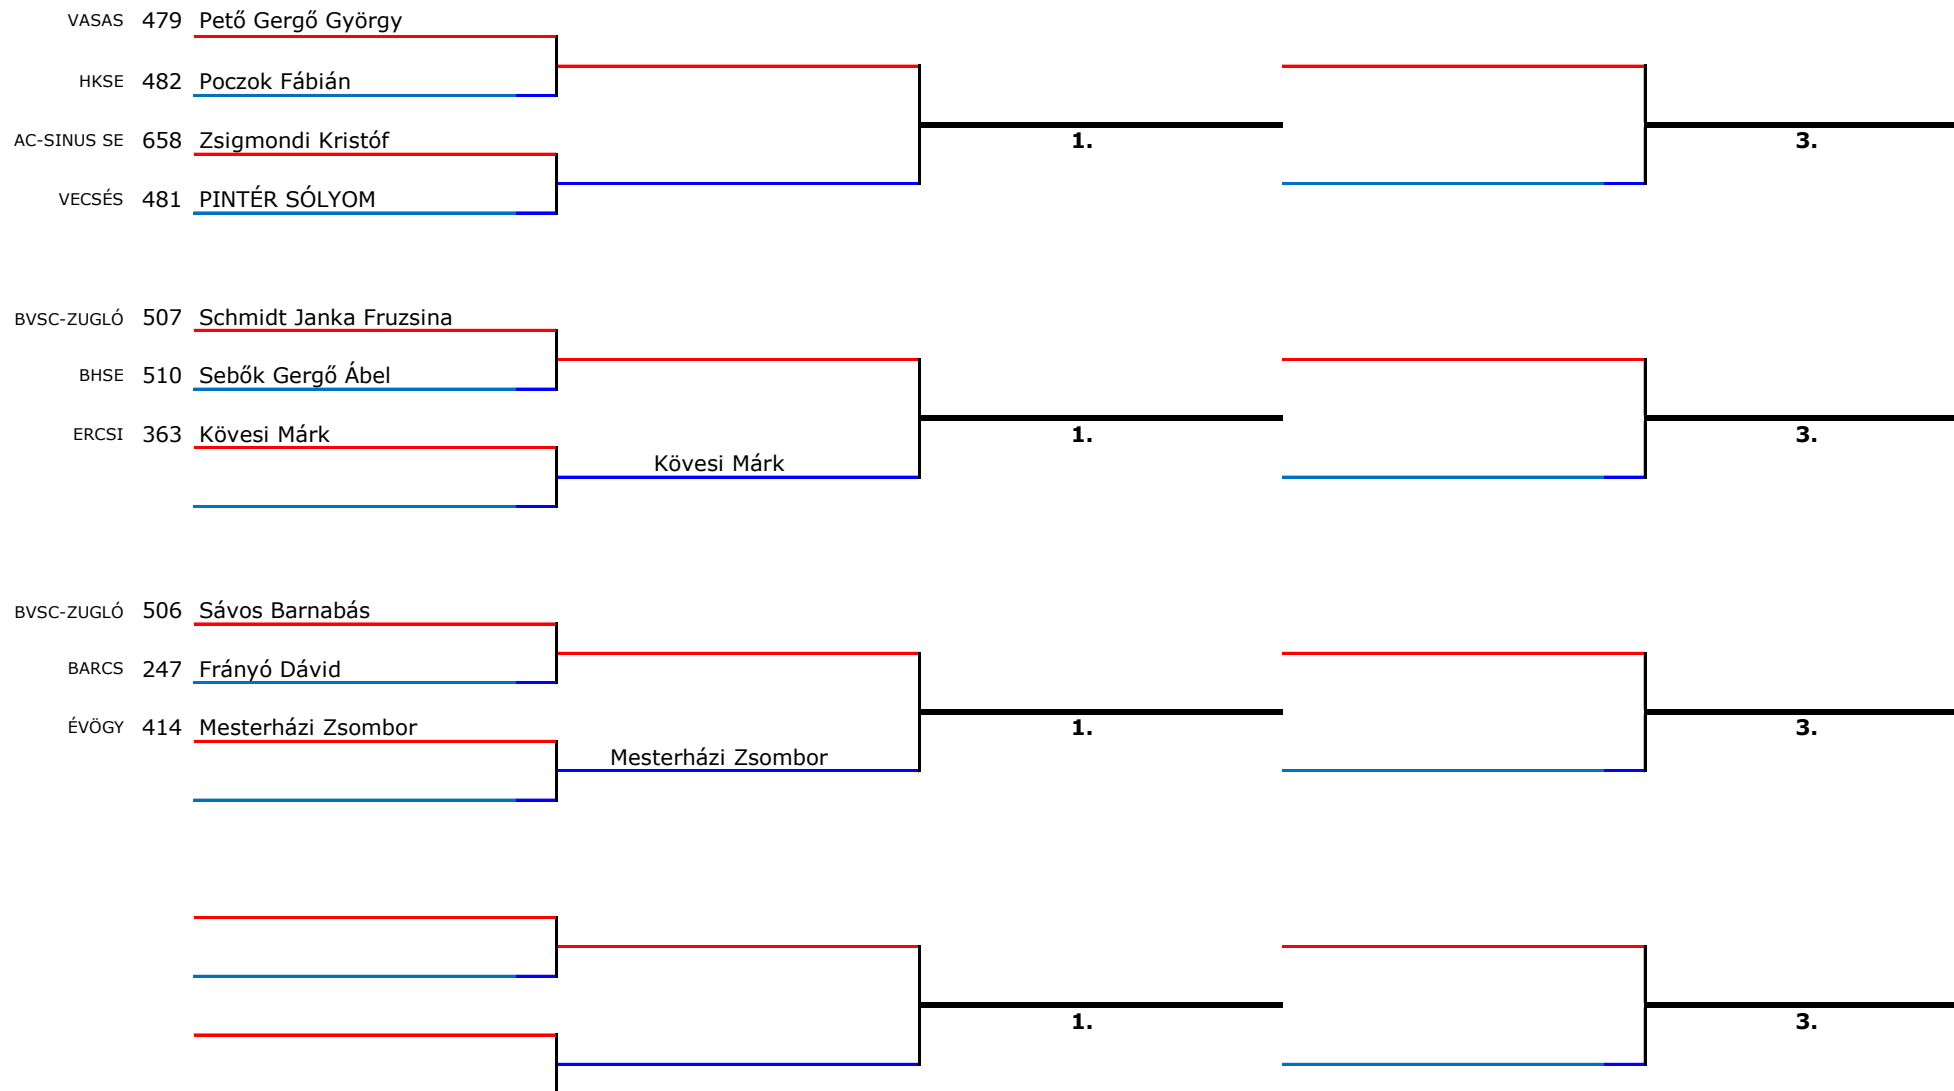 VASAS 479 Pető Gergő György
HKSE 482 Poczok Fábián
1. 3.
AC-SINUS SE 658 Zsigmondi Kristóf
VECSÉS 481 PINTÉR SÓLYOM
BVSC-ZUGLÓ 507 Schmidt Janka Fruzsina
BHSE 510 Sebők Gergő Ábel
ERCSI 363 Kövesi Márk 1. 3.
Kövesi Márk
BVSC-ZUGLÓ 506 Sávos Barnabás
BARCS 247 Frányó Dávid
ÉVÖGY 414 Mesterházi Zsombor 1. 3.
Mesterházi Zsombor
1. 3.